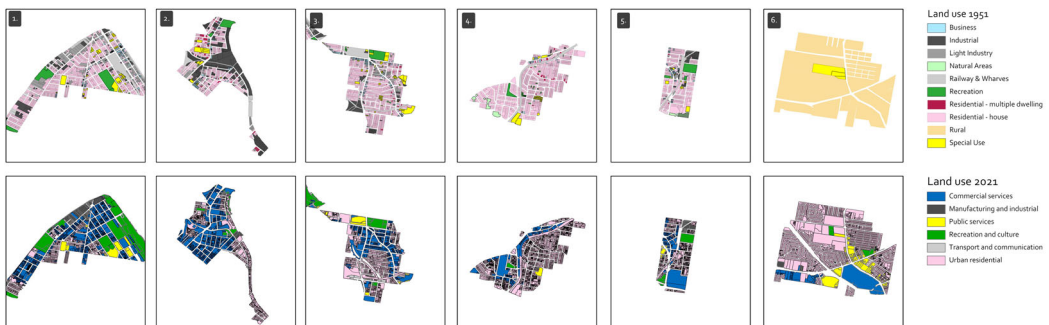 1.
2.
3.
4.
5.
6.
Land use 1951
Business
Industrial
Light Industry
Natural Areas
Railway & Wharves
Recreation
Residential - multiple dwelling
Residential - house
Rural
Special Use
Land use 2021
Commercial services
Manufacturing and industrial
Public services
Recreation and culture
Transport and communication
Urban residential